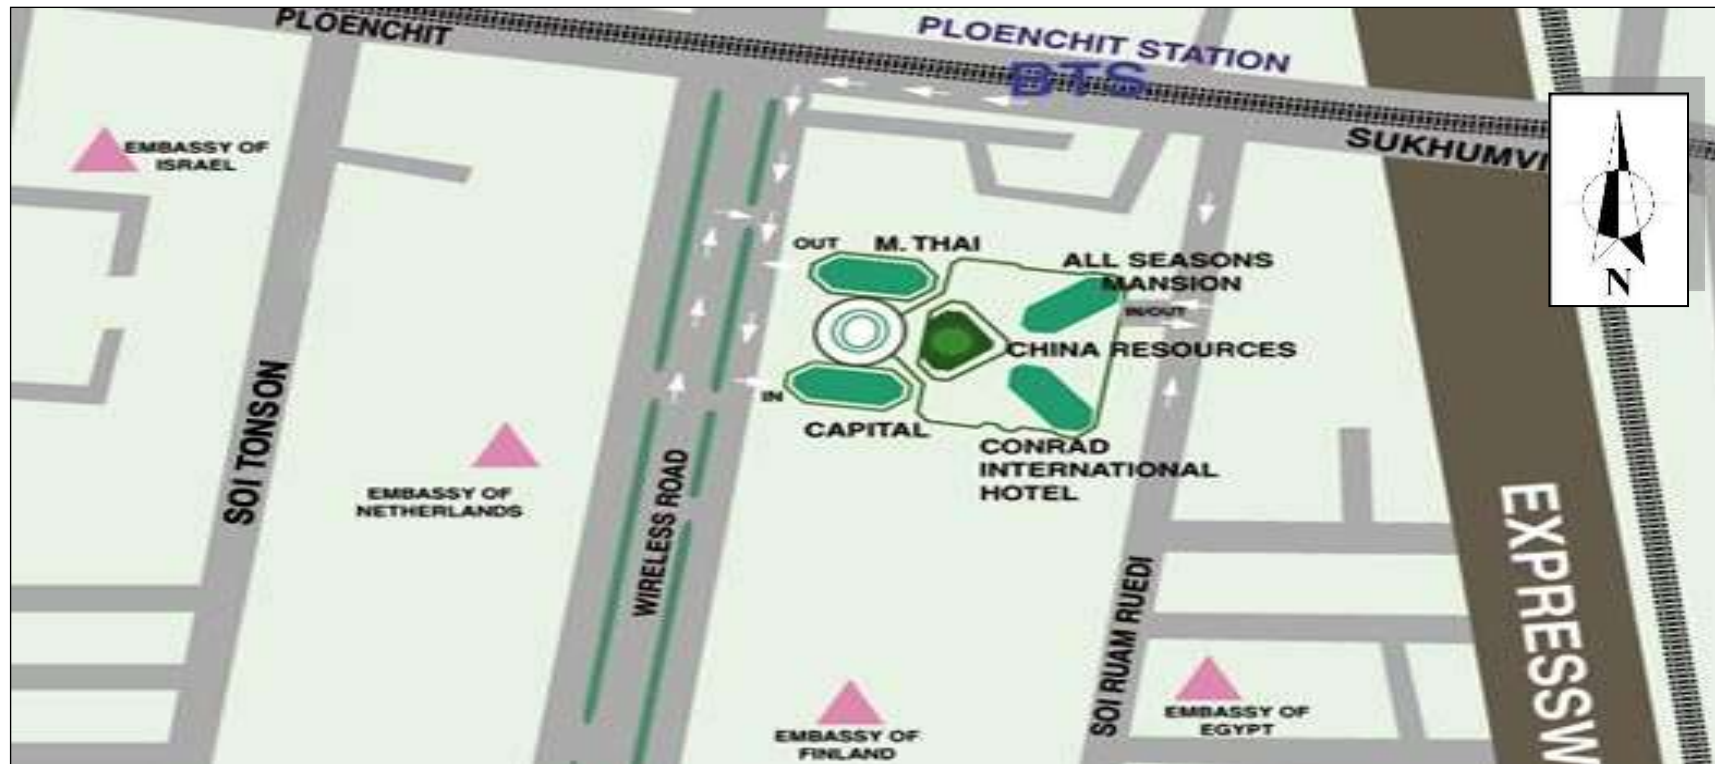 PLOENCHIT
PLOENCHIT STATION
BTS
SUKHUMVI
EMBASSY OF
ISRAEL
OUT
M. THAI
ALL SEASONS
MANSION
IN/OUT
N
CHINA RESOURCES
IN
CAPITAL
CONRAD
INTERNATIONAL
HOTEL
SOI TONSON
EMBASSY OF
NETHERLANDS
WIRELESS ROAD
SOI RUAM RUEDI
EXPRESSW
EMBASSY OF
EGYPT
EMBASSY OF
FINLAND